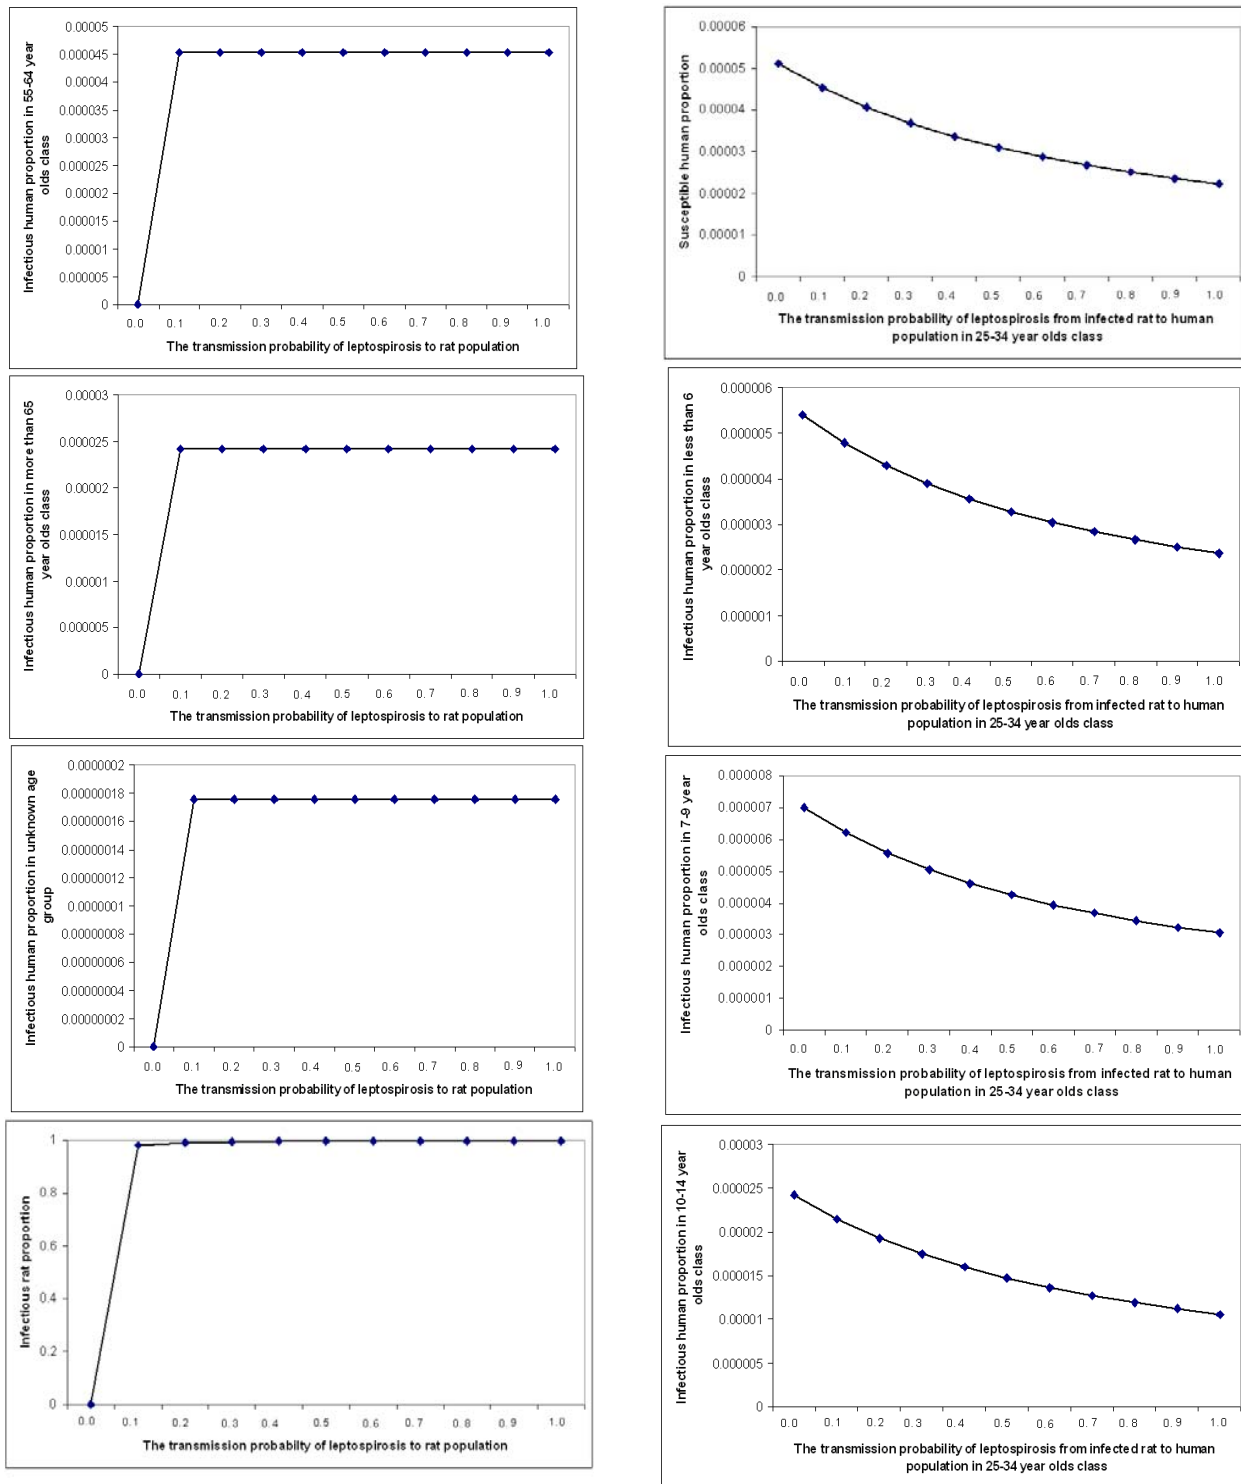 Infectious human proportion in 55-64 year
olds class
0.00005
0.000045
0.00004
0.000035
0.00003
0.000025
0.00002
0.000015
0.00001
0.000005
0
0.0 0.1 0.2 0.3 0.4 0.5 0.6 0.7 0.8 0.9 1.0
The transmission probability of leptospirosis to rat population
Infectious human proportion in more than 65
year olds class
0.00003
0.000025
0.00002
0.000015
0.00001
0.000005
0
0.0 0.1 0.2 0.3 0.4 0.5 0.6 0.7 0.8 0.9 1.0
The transmission probability of leptospirosis to rat population
Infectious human proportion in unknown age
group
0.0000002
0.00000018
0.00000016
0.00000014
0.00000012
0.0000001
0.00000008
0.00000006
0.00000004
0.00000002
0
0.0 0.1 0.2 0.3 0.4 0.5 0.6 0.7 0.8 0.9 1.0
The transmission probability of leptospirosis to rat population
Infectious rat proportion
1
0.8
0.6
0.4
0.2
0
0.0 0.1 0.2 0.3 0.4 0.5 0.6 0.7 0.8 0.9 1.0
The transmission probability of leptospirosis to rat population
Susceptible human proportion
0.00006
0.00005
0.00004
0.00003
0.00002
0.00001
0
0.0 0.1 0.2 0.3 0.4 0.5 0.6 0.7 0.8 0.9 1.0
The transmission probability of leptospirosis from infected rat to human
population in 25-34 year olds class
Infectious human proportion in less than 6
year olds class
0.000006
0.000005
0.000004
0.000003
0.000002
0.000001
0
0.0 0.1 0.2 0.3 0.4 0.5 0.6 0.7 0.8 0.9 1.0
The transmission probability of leptospirosis from infected rat to human
population in 25-34 year olds class
Infectious human proportion in 7-9 year
olds class
0.000008
0.000007
0.000006
0.000005
0.000004
0.000003
0.000002
0.000001
0
0.0 0.1 0.2 0.3 0.4 0.5 0.6 0.7 0.8 0.9 1.0
The transmission probability of leptospirosis from infected rat to human
population in 25-34 year olds class
Infectious human proportion in 10-14 year
olds class
0.00003
0.000025
0.00002
0.000015
0.00001
0.000005
0
0.0 0.1 0.2 0.3 0.4 0.5 0.6 0.7 0.8 0.9 1.0
The transmission probability of leptospirosis from infected rat to human
population in 25-34 year olds class